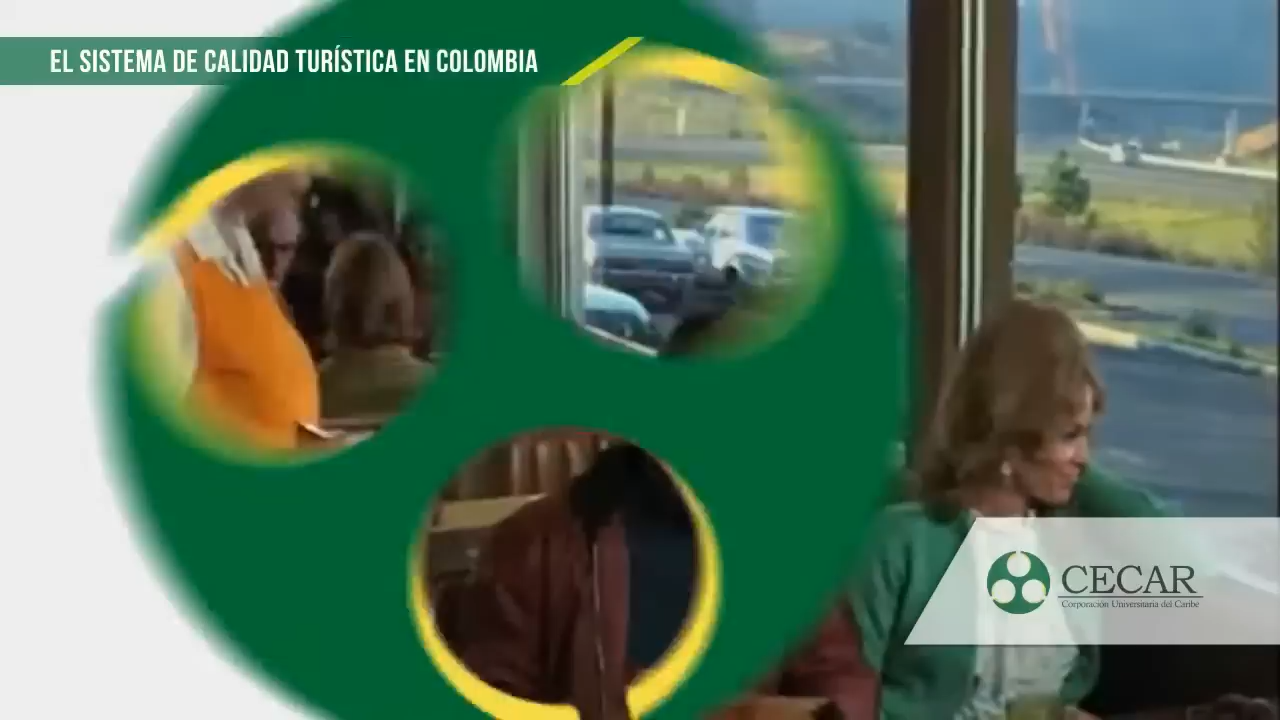 EL SISTEMA DE CALIDAD TURÍSTICA EN COLOMBIA
CECAR
Corporación Universitaria del Caribe